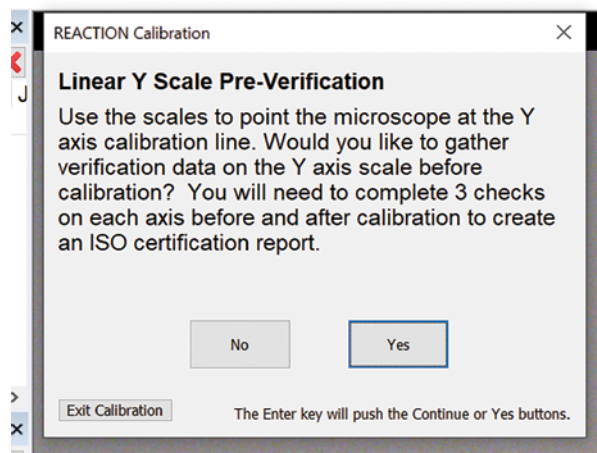 REACTION Calibration
Linear Y Scale Pre-Verification
Use the scales to point the microscope at the Y
axis calibration line. Would you like to gather
verification data on the Y axis scale before
calibration? You will need to complete 3 checks
on each axis before and after calibration to create
an ISO certification report.
No
Yes
Exit Calibration
The Enter key will push the Continue or Yes buttons.